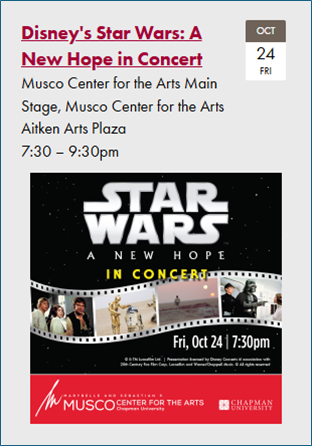 Disney's Star Wars: A
New Hope in Concert
OCT
24
FRI
Musco Center for the Arts Main
Stage, Musco Center for the Arts
Aitken Arts Plaza
7:30 – 9:30pm
STAR
WARS
A NEW HOPE
IN CONCERT
Fri, Oct 24 | 7:30pm
© & TM Lucasfilm Ltd. | Presentation licensed by Disney Concerts in association with
20th Century Fox Film Corp, Lucasfilm and Warner/Chappell Music. © All rights reserved
MARYBELLE AND SEBASTIAN P.
MUSCO CENTER FOR THE ARTS
Chapman University
CHAPMAN
UNIVERSITY